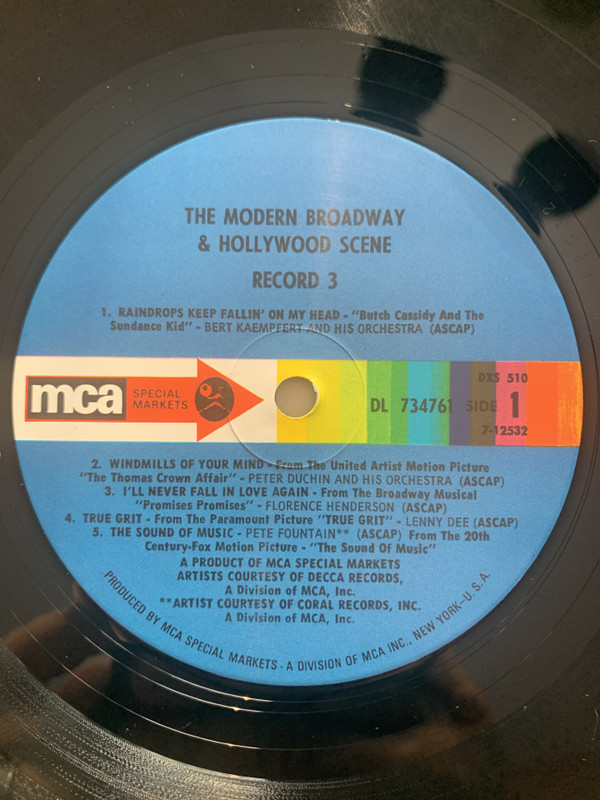 THE MODERN BROADWAY
& HOLLYWOOD SCENE
RECORD 3
1. RAINDROPS KEEP FALLIN' ON MY HEAD - "Butch Cassidy And The
Sundance Kid" - BERT KAEMPFERT AND HIS ORCHESTRA (ASCAP)
mca
SPECIAL
MARKETS
DXS 510
DL 734761 SIDE 1
7-12532
2. WINDMILLS OF YOUR MIND - From The United Artist Motion Picture
"The Thomas Crown Affair" - PETER DUCHIN AND HIS ORCHESTRA (ASCAP)
3. I'LL NEVER FALL IN LOVE AGAIN - From The Broadway Musical
"Promises Promises" - FLORENCE HENDERSON (ASCAP)
4. TRUE GRIT - From the Paramount Picture "TRUE GRIT" - LENNY DEE (ASCAP)
5. THE SOUND OF MUSIC - PETE FOUNTAIN** (ASCAP) From The 20th
Century-Fox Motion Picture - "The Sound Of Music"
A PRODUCT OF MCA SPECIAL MARKETS
ARTISTS COURTESY OF DECCA RECORDS,
A Division of MCA, Inc.
**ARTIST COURTESY OF CORAL RECORDS, INC.
A Division of MCA, Inc.
PRODUCED BY MCA SPECIAL MARKETS · A DIVISION OF MCA INC., NEW YORK-U.S.A.